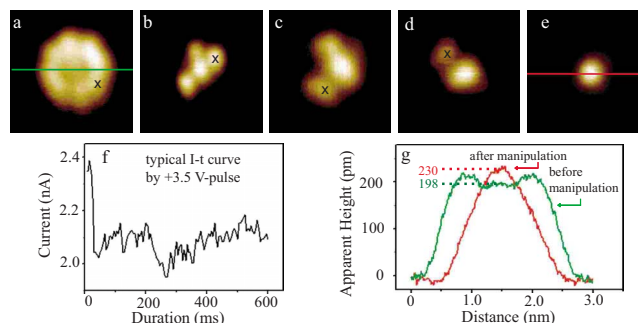 a
b
c
d
e
x
x
x
x
f
typical I-t curve
by +3.5 V-pulse
2.4
2.2
2.0
Current (nA)
0
200
400
600
Duration (ms)
g
after manipulation
before
manipulation
230
198
200
100
0
Apparent Height (pm)
0
1.0
2.0
3.0
Distance (nm)